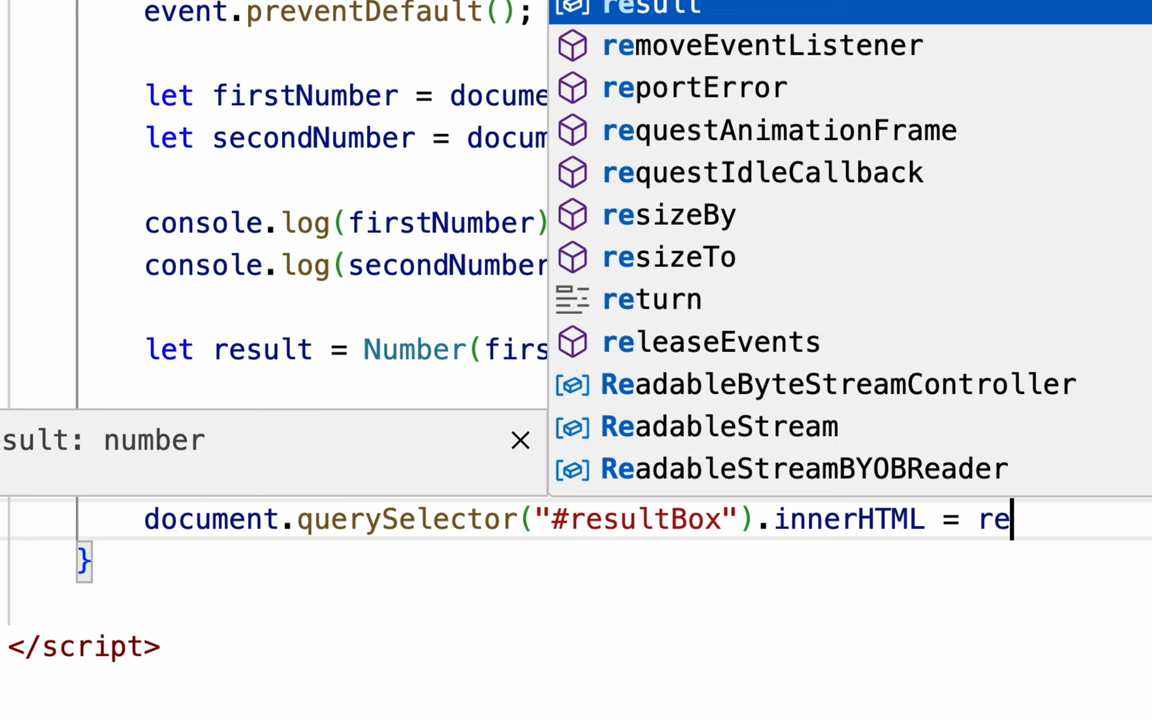 event.preventDefault();
result
removeEventListener
let firstNumber = docume
reportError
let secondNumber = docum
requestAnimationFrame
requestIdleCallback
console.log(firstNumber)
resizeBy
console.log(secondNumber
resizeTo
return
let result = Number(firs
releaseEvents
ReadableByteStreamController
sult: number
ReadableStream
ReadableStreamBYOBReader
document.querySelector("#resultBox").innerHTML = re
}
</script>